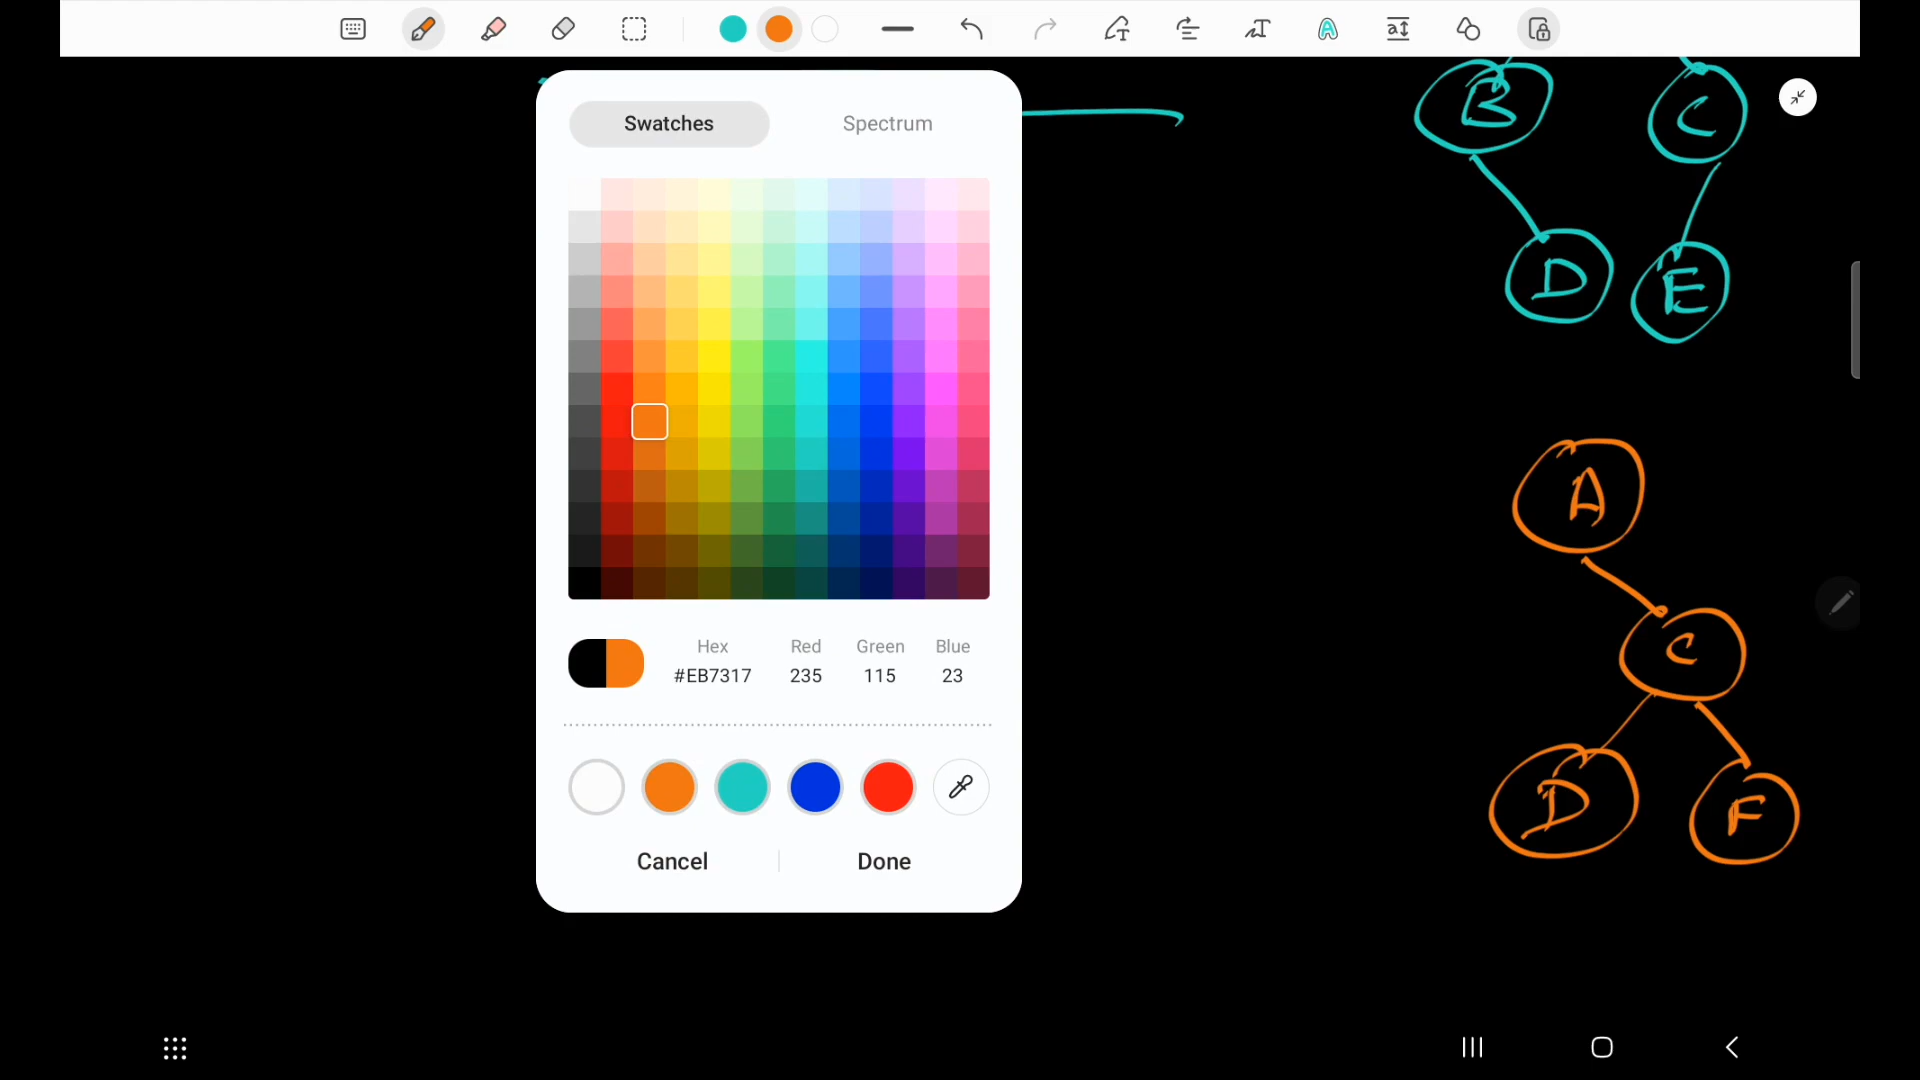 Swatches Spectrum
Hex Red Green Blue
#EB7317 235 115 23
Cancel Done
B C
D E
A
C
D F